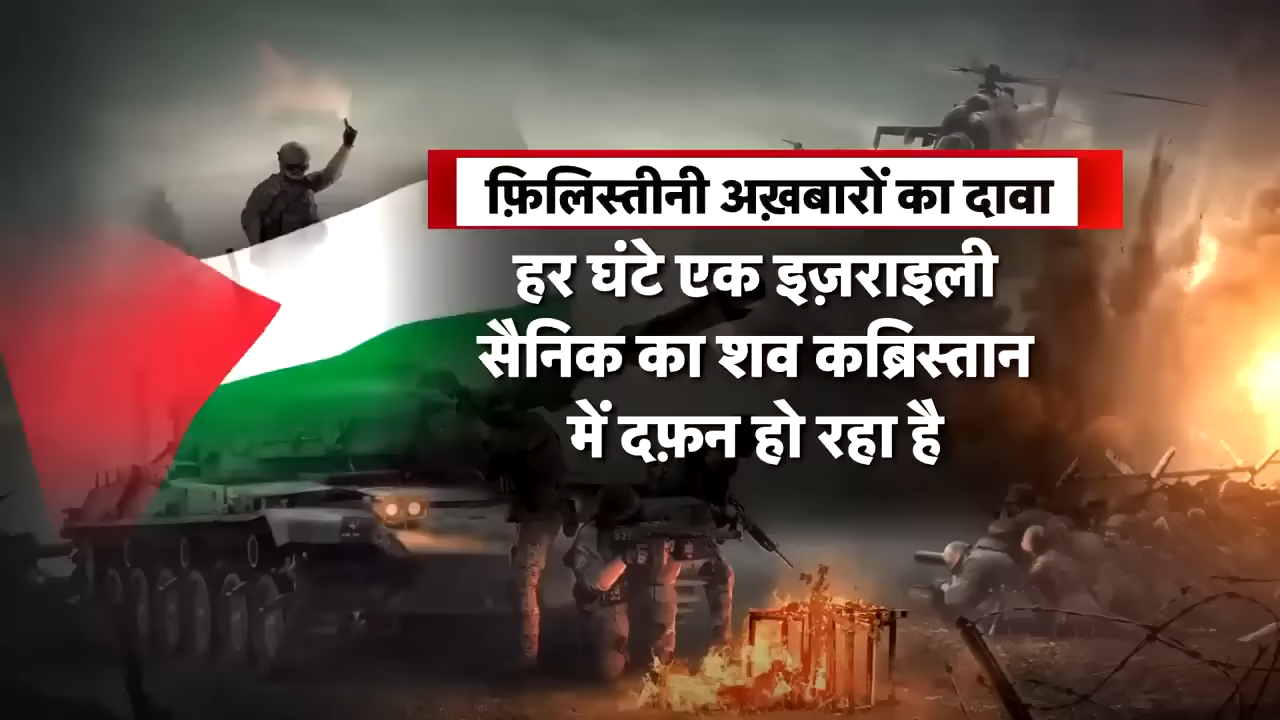 फ़िलिस्तीनी अख़बारों का दावा
हर घंटे एक इज़राइली
सैनिक का शव कब्रिस्तान
में दफ़न हो रहा है